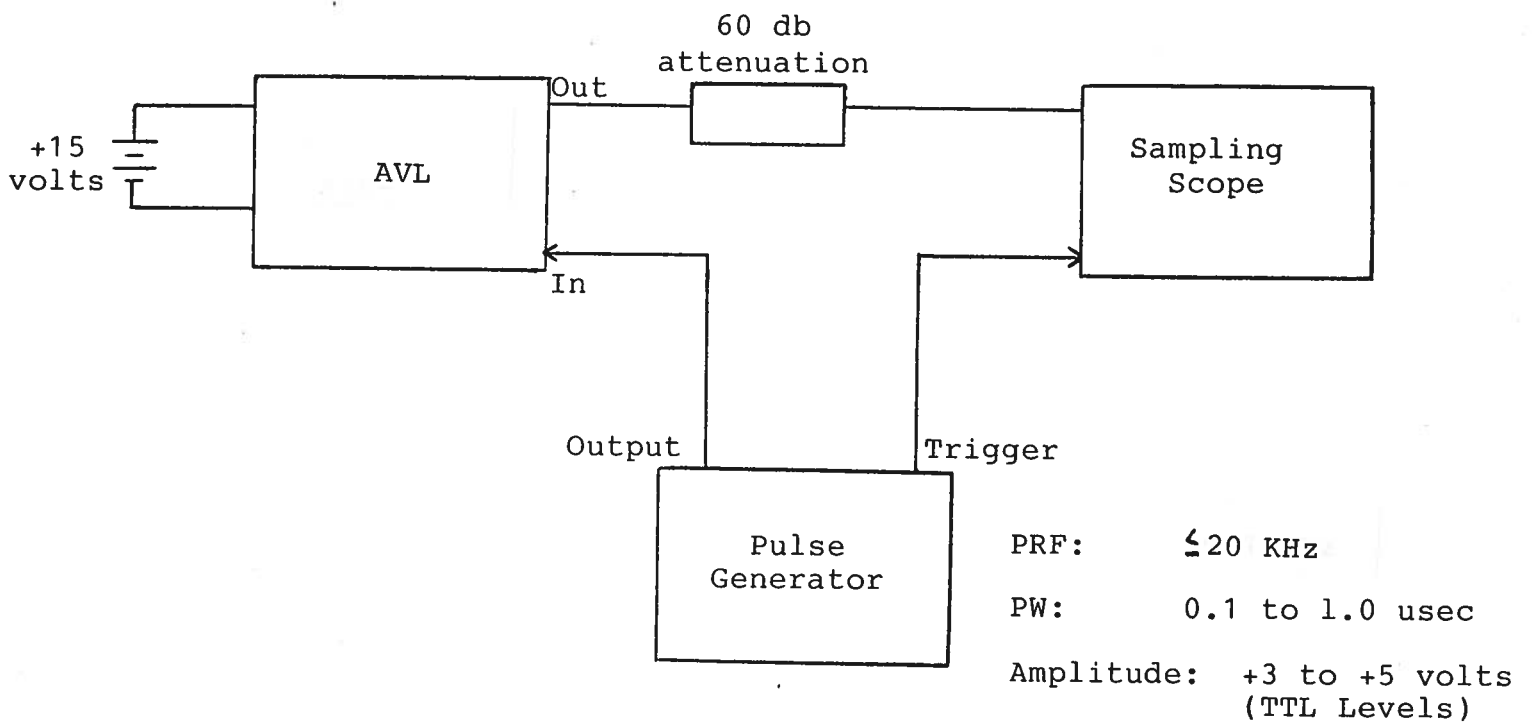 60 db
attenuation
Out
+15
volts
AVL
Sampling
Scope
In
Output
Trigger
Pulse
Generator
PRF: ≦20 KHz
PW: 0.1 to 1.0 usec
Amplitude: +3 to +5 volts
(TTL Levels)